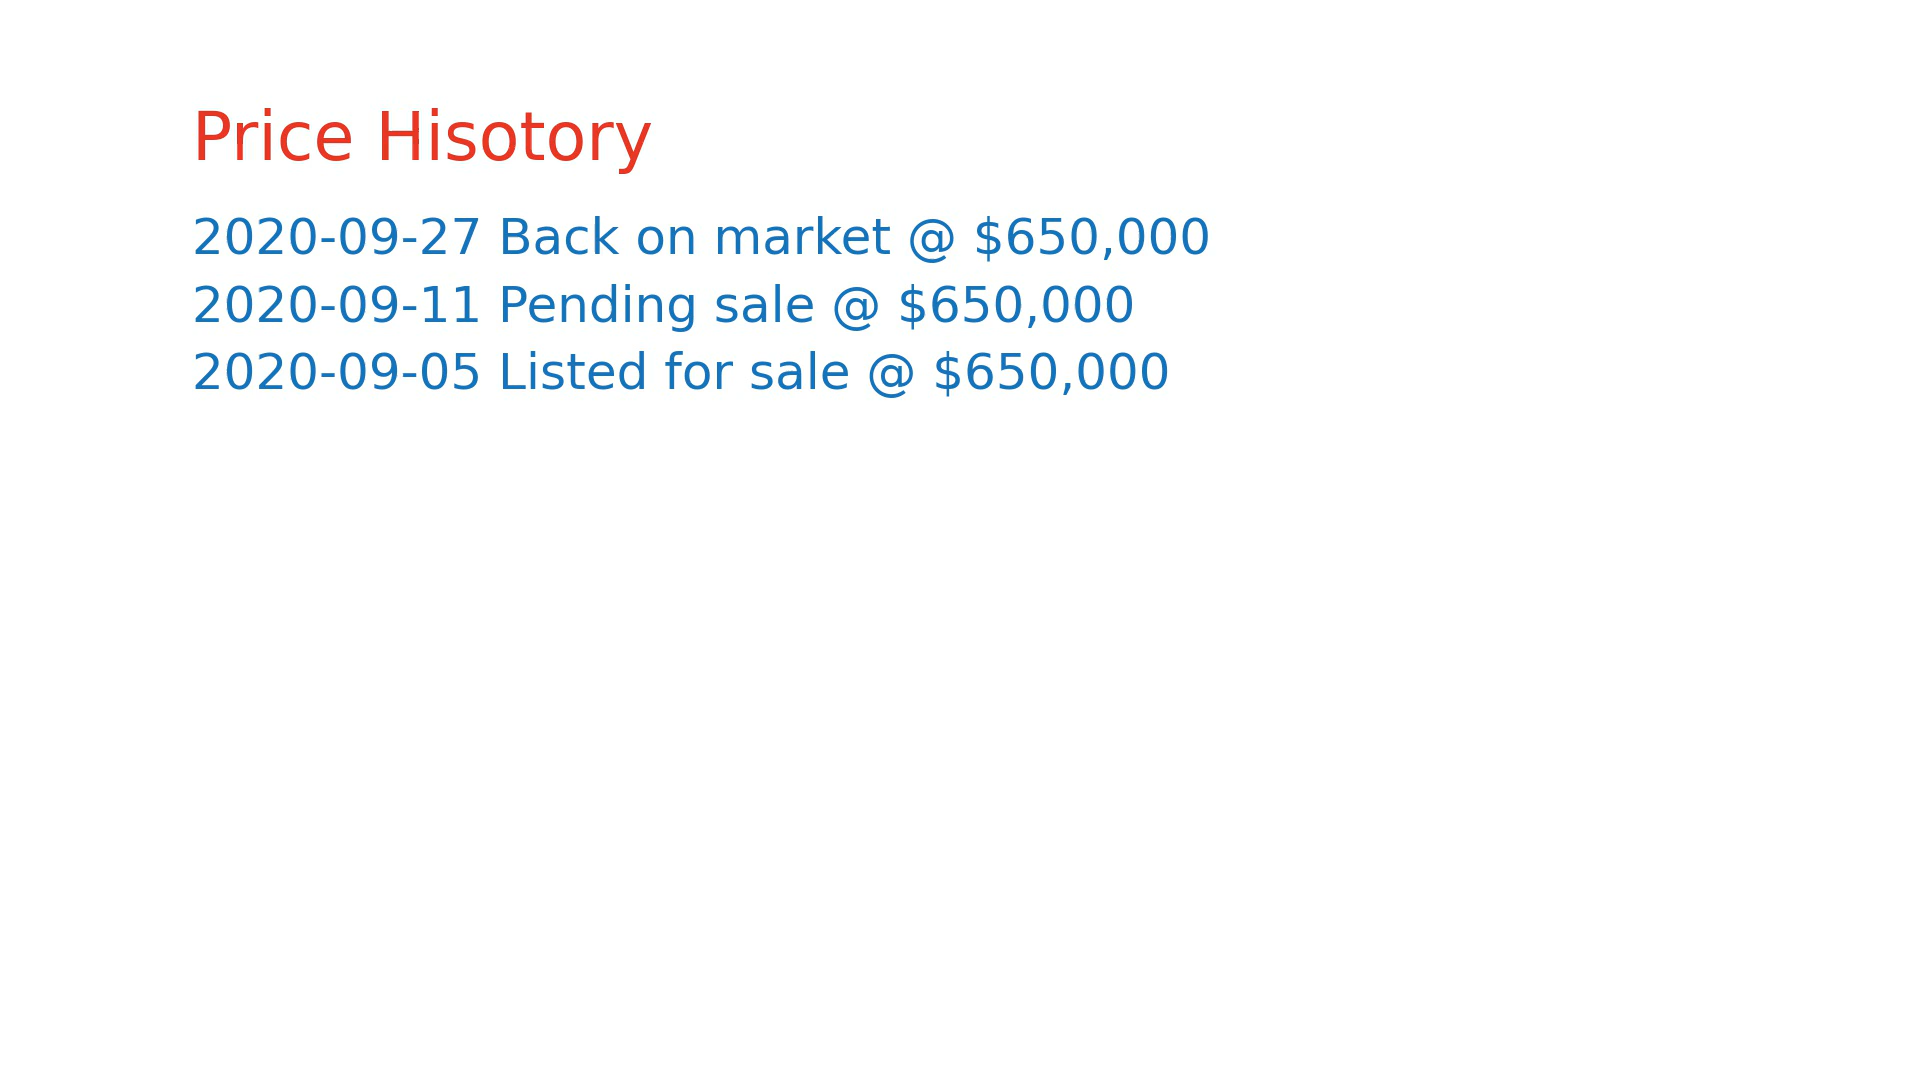 Price Hisotory
2020-09-27 Back on market @ $650,000
2020-09-11 Pending sale @ $650,000
2020-09-05 Listed for sale @ $650,000